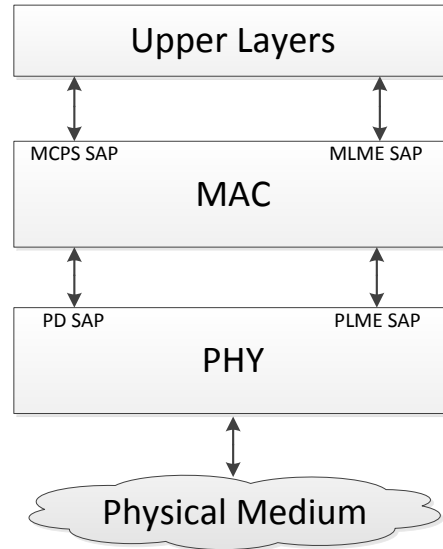 Upper Layers
MCPS SAP MLME SAP
MAC
PD SAP PLME SAP
PHY
Physical Medium